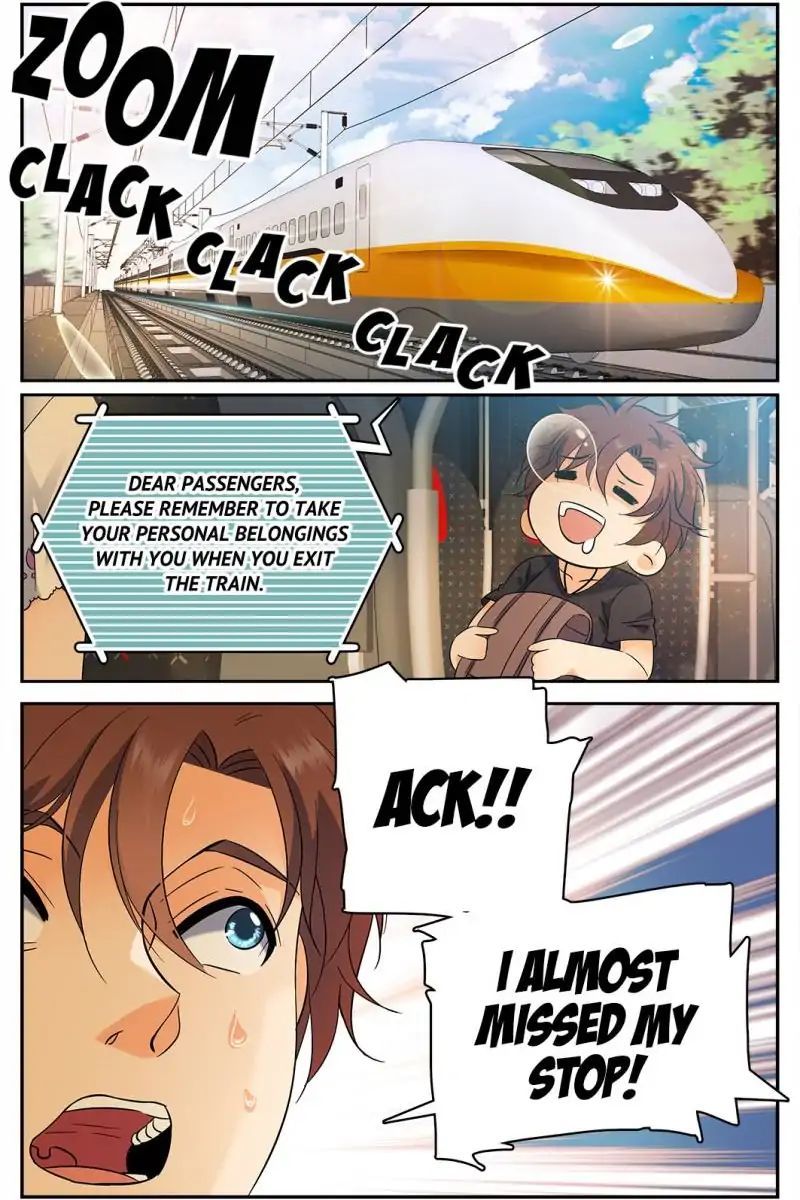 ZOOM
CLACK
CLACK
CLACK
DEAR PASSENGERS,
PLEASE REMEMBER TO TAKE
YOUR PERSONAL BELONGINGS
WITH YOU WHEN YOU EXIT
THE TRAIN.
ACK!!
I ALMOST
MISSED MY
STOP!